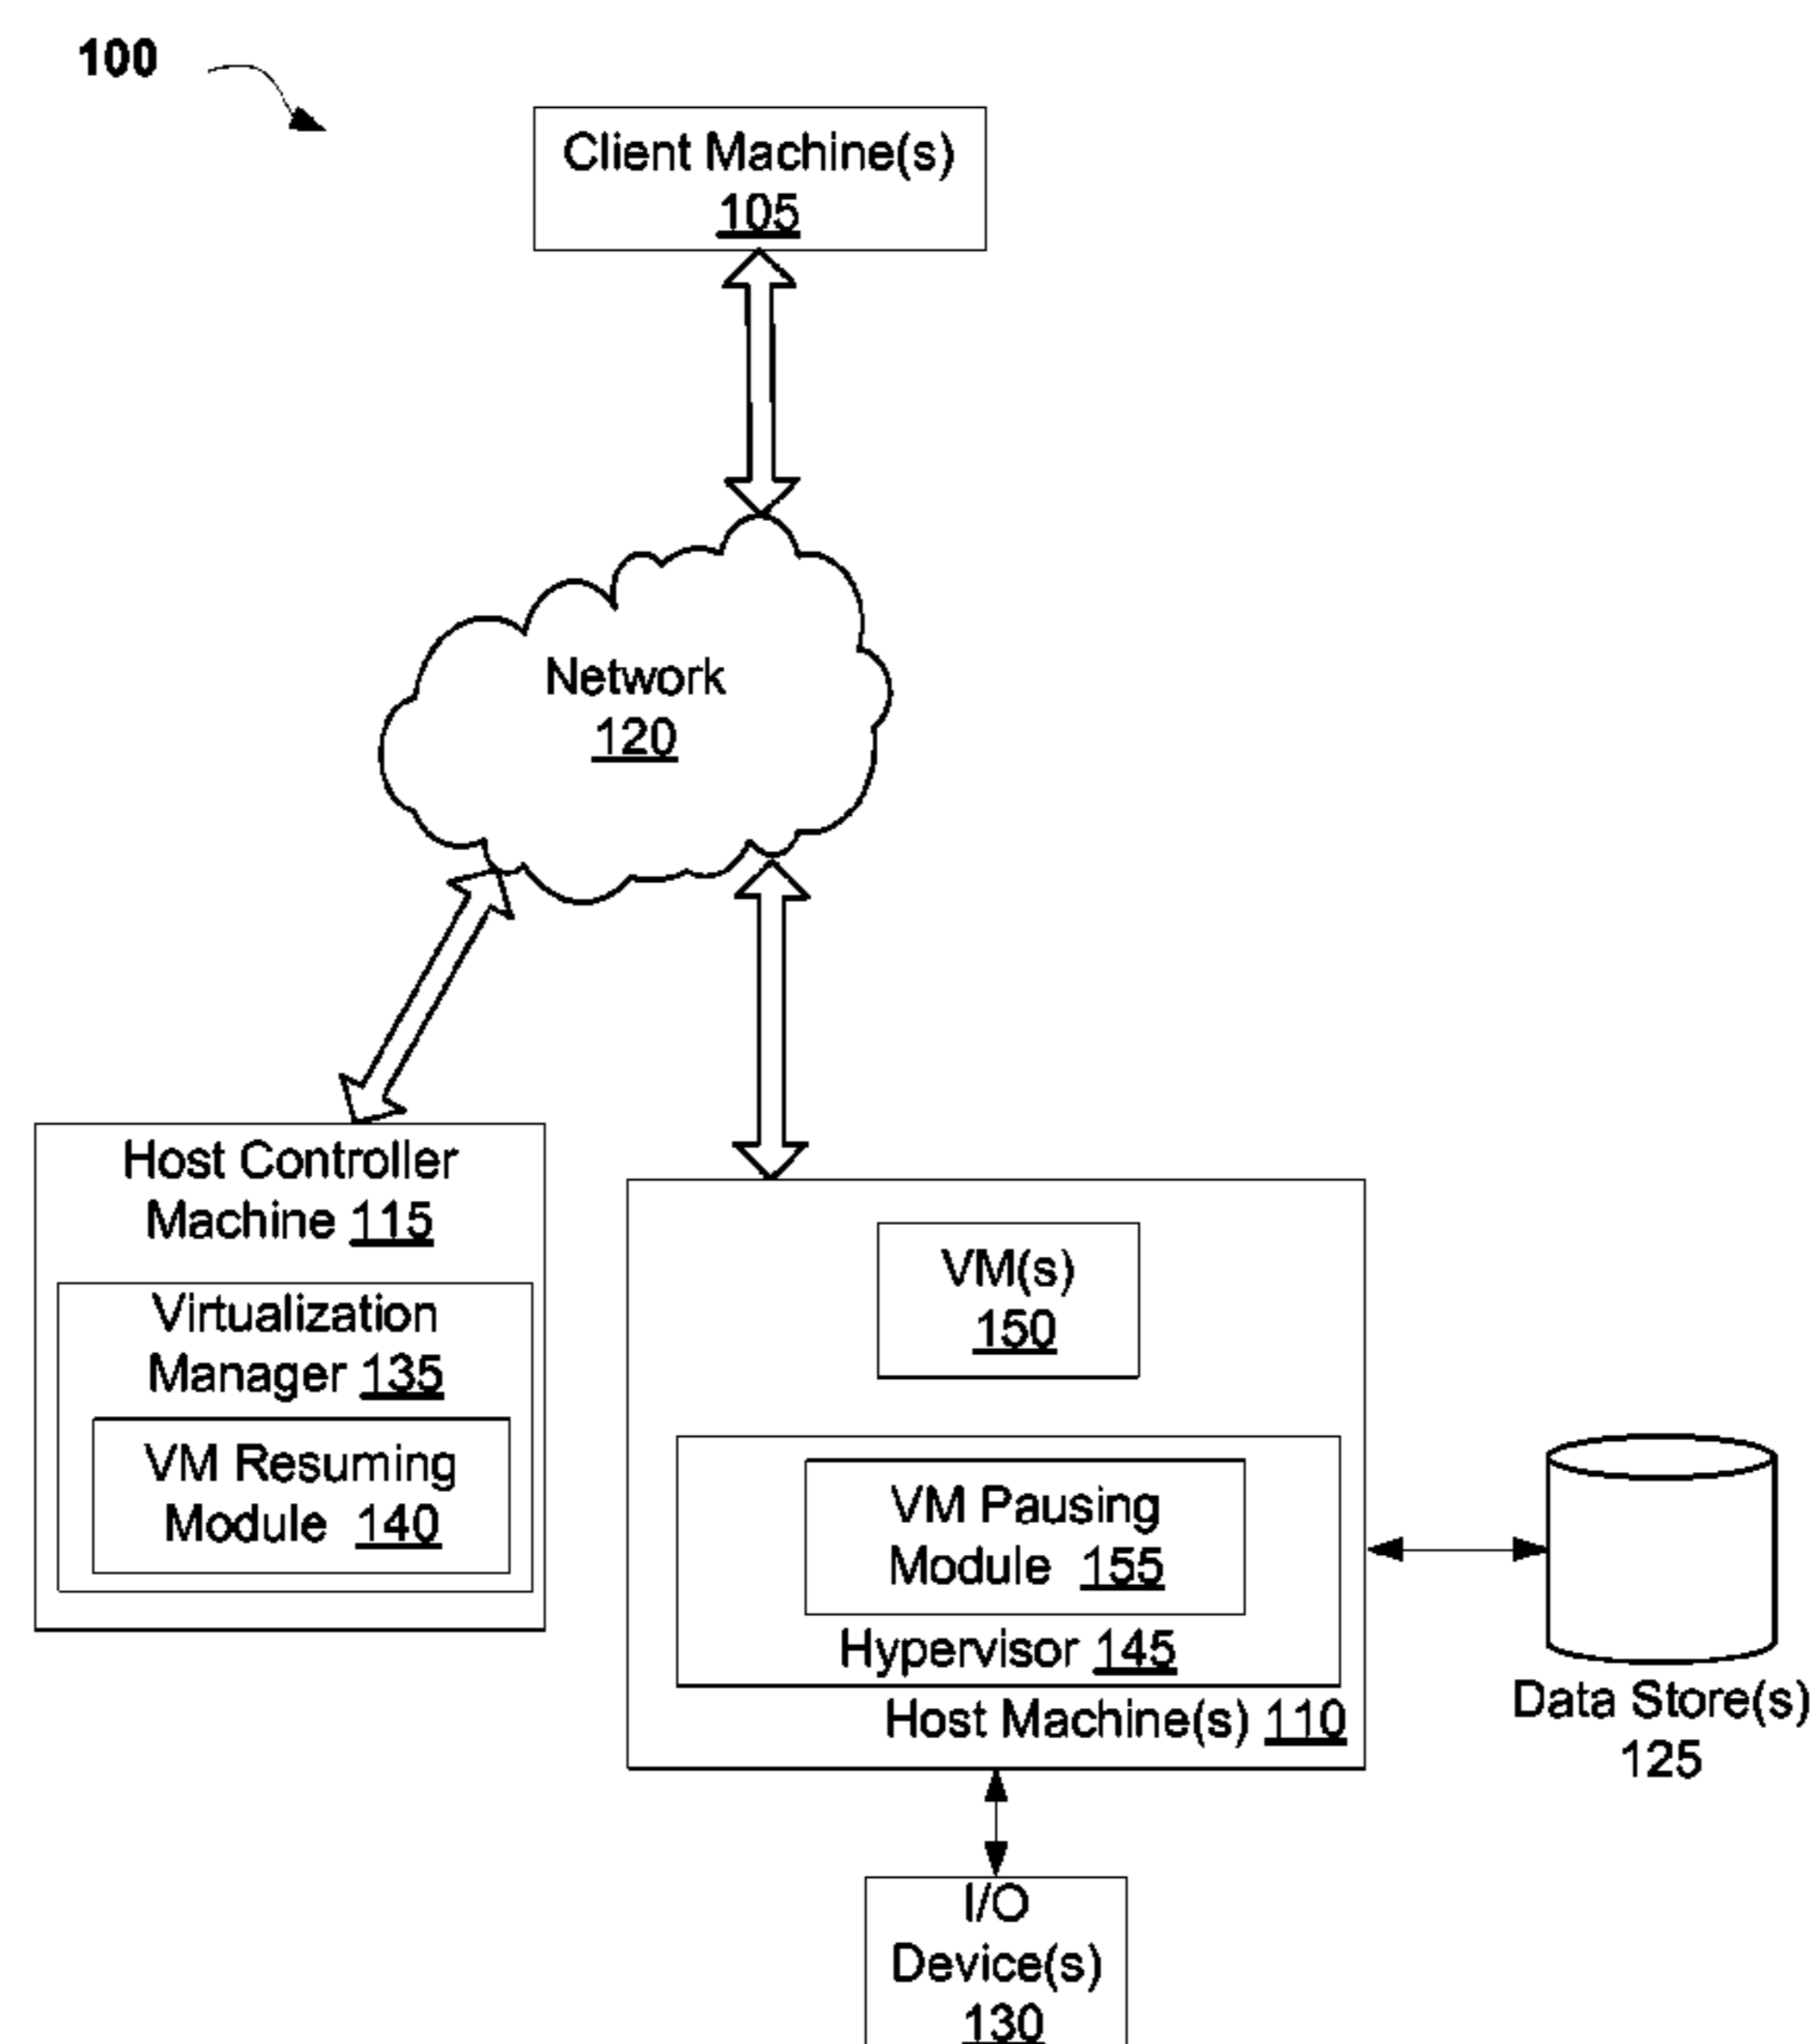 100
Client Machine(s)
105
Network
120
Host Controller
Machine 115
Virtualization
Manager 135
VM Resuming
Module 140
VM(s)
150
VM Pausing
Module 155
Hypervisor 145
Host Machine(s) 110
Data Store(s)
125
I/O
Device(s)
130